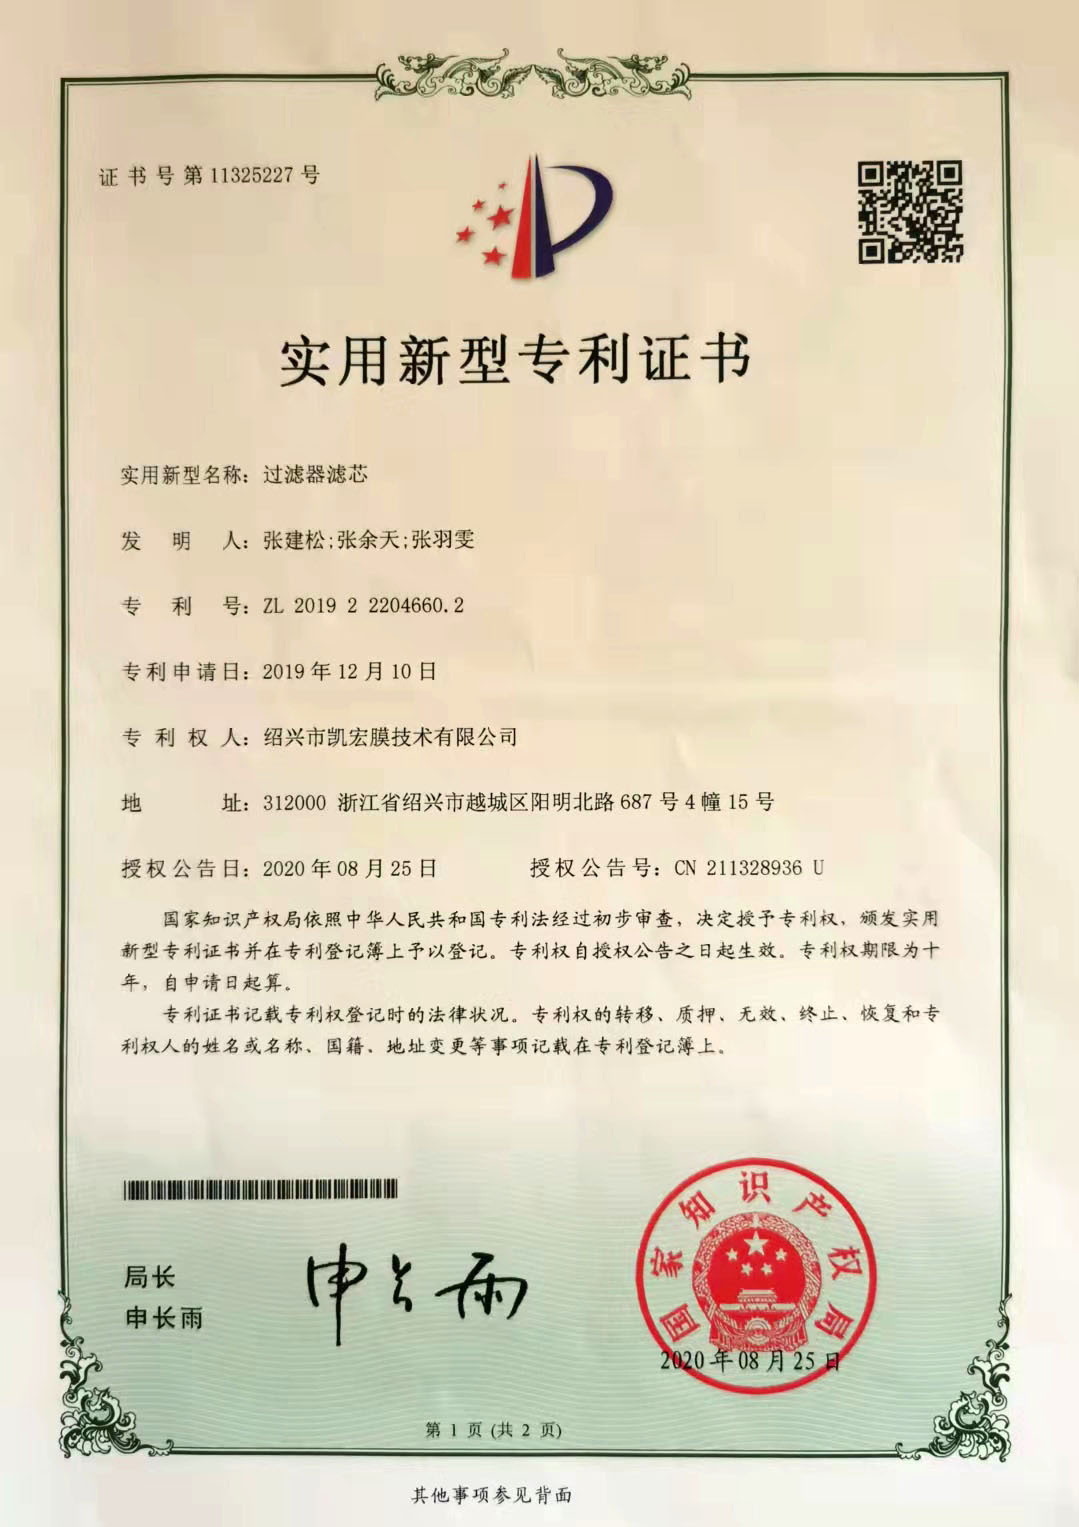 证书号第11325227号
实用新型专利证书
实用新型名称：过滤器滤芯
发明人：张建松;张余天;张羽雯
专利号：ZL 2019 2 2204660.2
专利申请日：2019年12月10日
专利权人：绍兴市凯宏膜技术有限公司
地址：312000 浙江省绍兴市越城区阳明北路687号4幢15号
授权公告日：2020年08月25日 授权公告号：CN 211328936 U
国家知识产权局依照中华人民共和国专利法经过初步审查，决定授予专利权，颁发实用
新型专利证书并在专利登记簿上予以登记。专利权自授权公告之日起生效。专利权期限为十
年，自申请日起算。
专利证书记载专利权登记时的法律状况。专利权的转移、质押、无效、终止、恢复和专
利权人的姓名或名称、国籍、地址变更等事项记载在专利登记簿上。
局长
申长雨
申长雨
国家知识产权局
2020年08月25日
第 1 页 (共 2 页)
其他事项参见背面